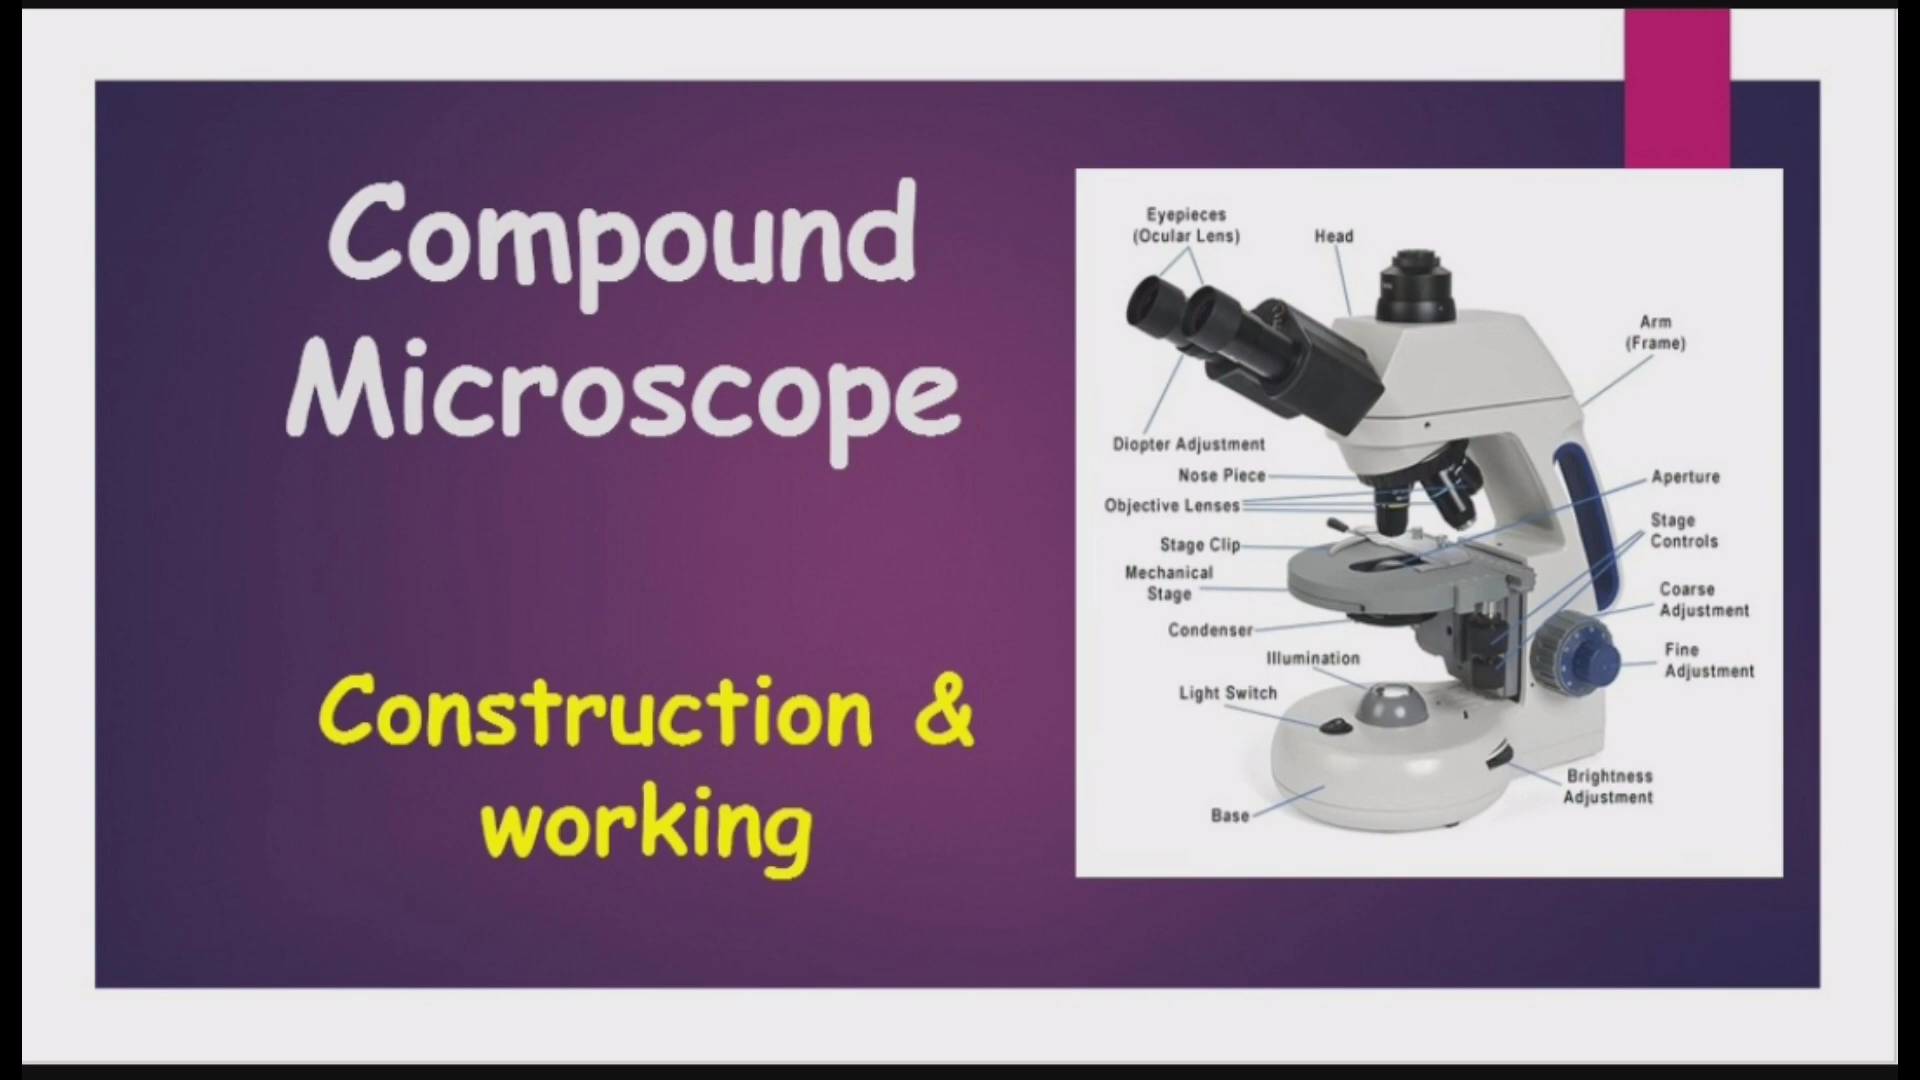 Compound
Microscope
Construction &
working
Eyepieces
(Ocular Lens)
Head
Arm
(Frame)
Diopter Adjustment
Nose Piece
Objective Lenses
Stage Clip
Mechanical
Stage
Condenser
Illumination
Light Switch
Base
Aperture
Stage
Controls
Coarse
Adjustment
Fine
Adjustment
Brightness
Adjustment